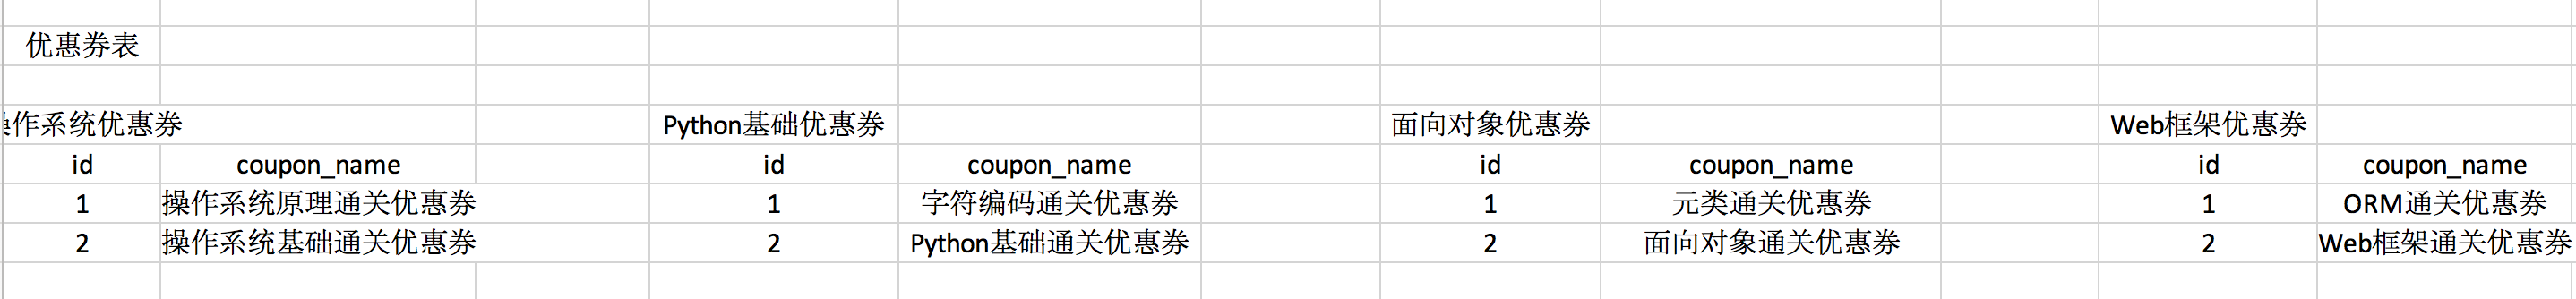 优惠券表
作系统优惠券 Python基础优惠券 面向对象优惠券 Web框架优惠券
id coupon_name id coupon_name id coupon_name id coupon_name
1 操作系统原理通关优惠券 1 字符编码通关优惠券 1 元类通关优惠券 1 ORM通关优惠券
2 操作系统基础通关优惠券 2 Python基础通关优惠券 2 面向对象通关优惠券 2 Web框架通关优惠券